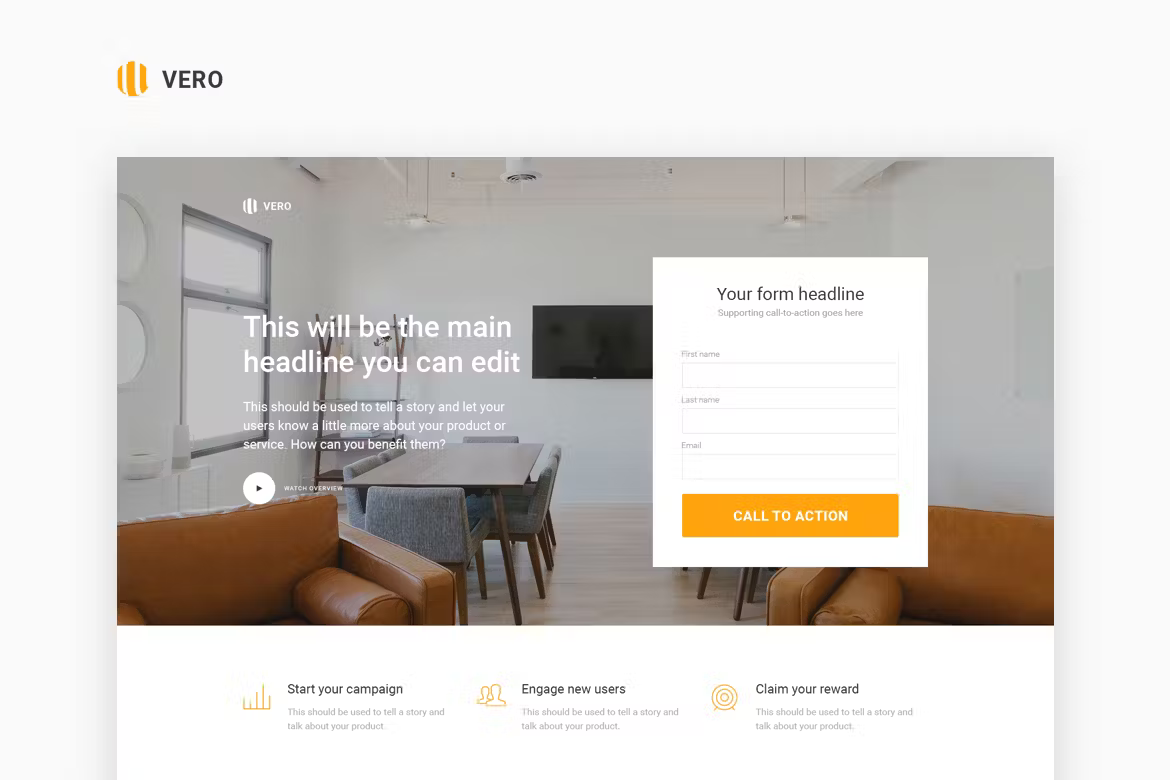 VERO
VERO
This will be the main
headline you can edit
This should be used to tell a story and let your
users know a little more about your product or
service. How can you benefit them?
WATCH OVERVIEW
Your form headline
Supporting call-to-action goes here
First name
Last name
Email
CALL TO ACTION
Start your campaign
This should be used to tell a story and
talk about your product.
Engage new users
This should be used to tell a story and
talk about your product.
Claim your reward
This should be used to tell a story and
talk about your product.